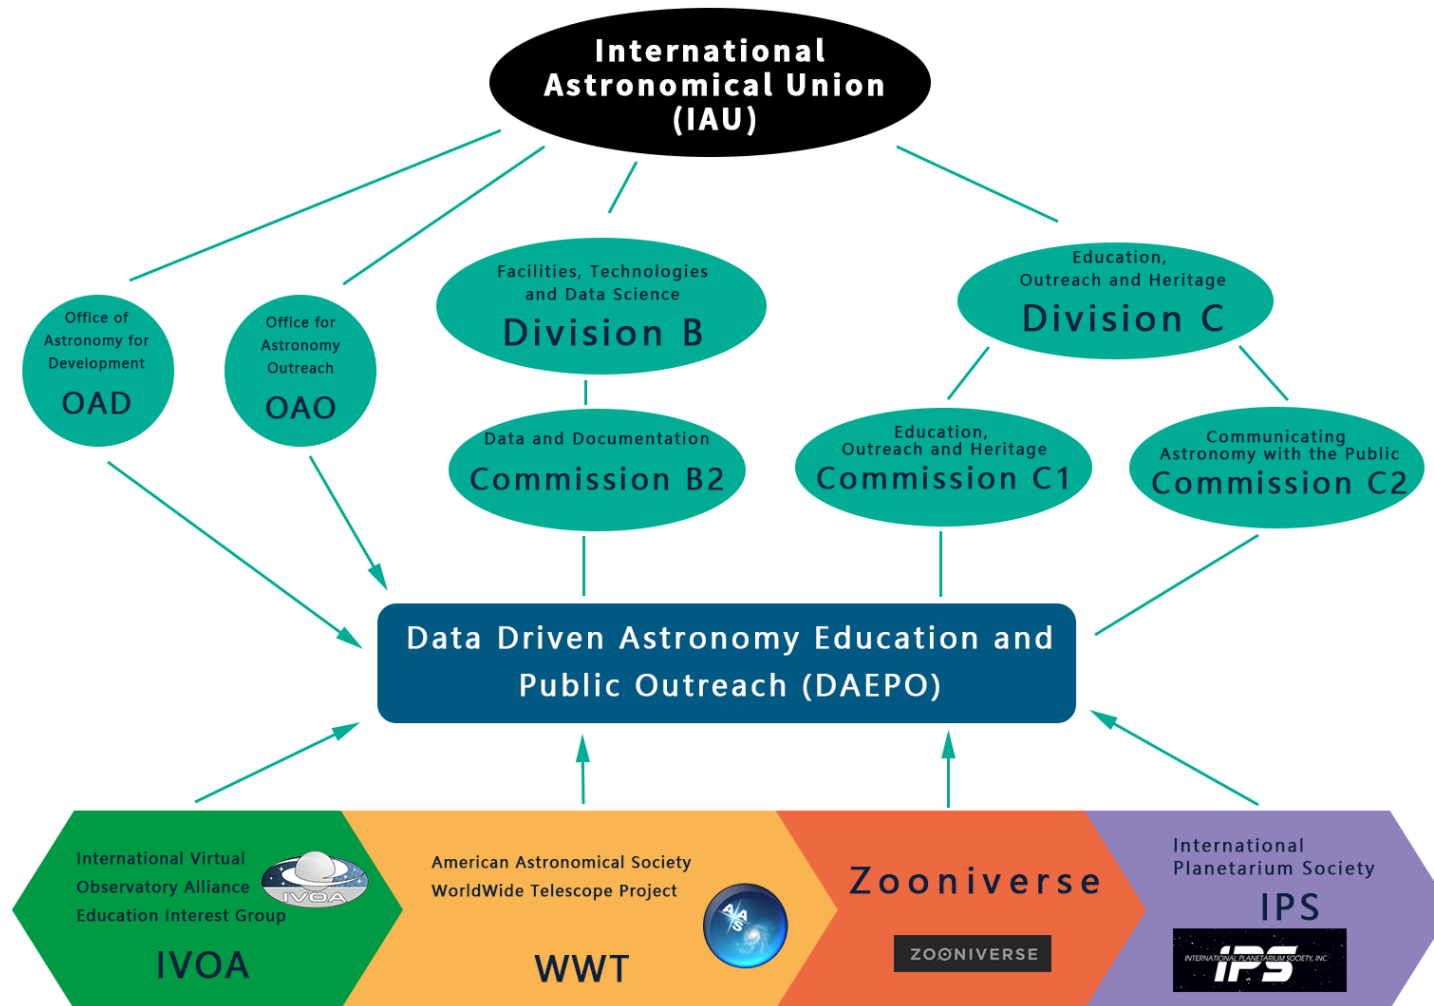 International
Astronomical Union
(IAU)
Office of
Astronomy for
Development
OAD
Office for
Astronomy
Outreach
OAO
Facilities, Technologies
and Data Science
Division B
Education,
Outreach and Heritage
Division C
Data and Documentation
Commission B2
Education,
Outreach and Heritage
Commission C1
Communicating
Astronomy with the Public
Commission C2
Data Driven Astronomy Education and
Public Outreach (DAEPO)
International Virtual
Observatory Alliance
Education Interest Group
IVOA
IVOA
American Astronomical Society
WorldWide Telescope Project
WWT
AAS
Zooniverse
ZOONIVERSE
International
Planetarium Society
IPS
INTERNATIONAL PLANETARIUM SOCIETY, INC
iPS